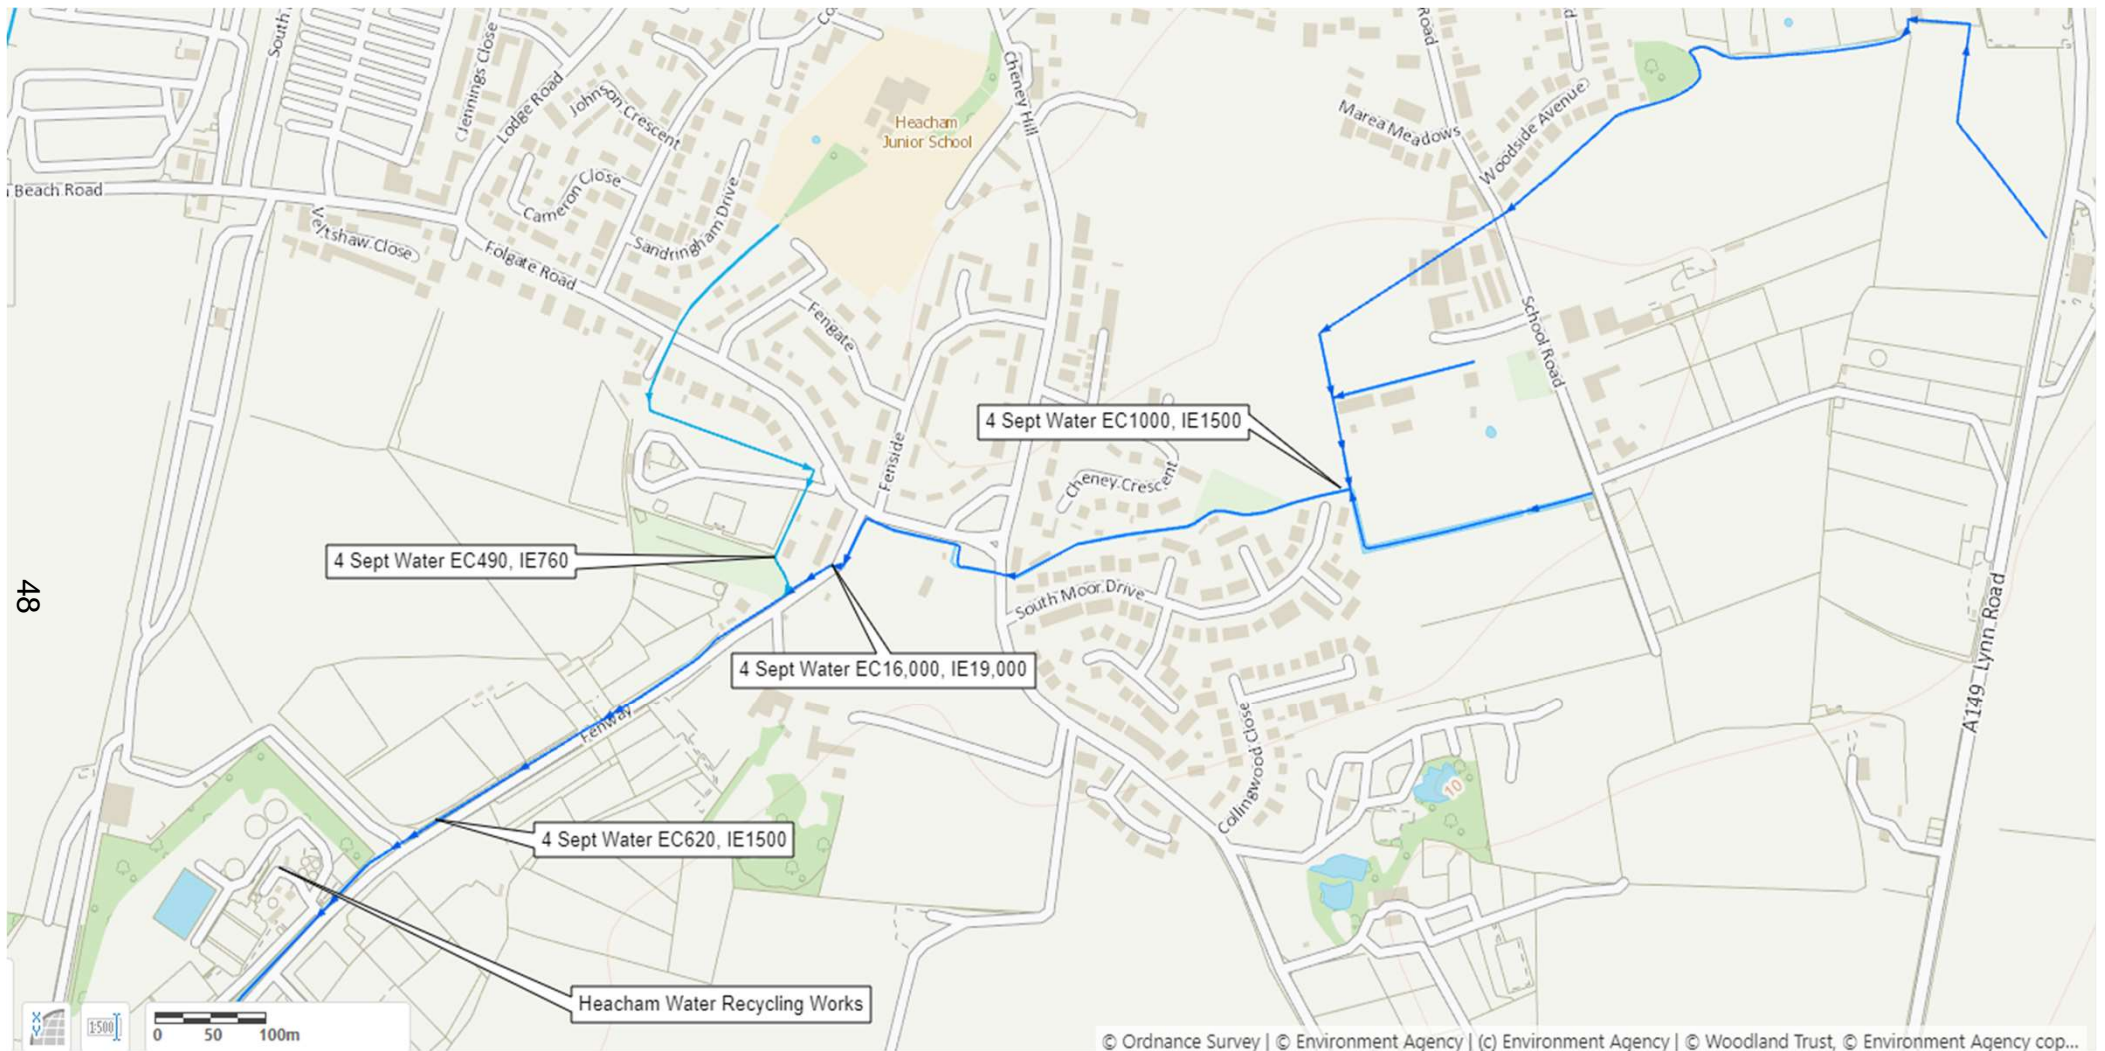 South
Jennings Close
Lodge Road
Johnson Crescent
Co
Cheney Hill
Road
d
Heacham
Junior School
Marea Meadows
Woodside Avenue
Beach Road
Cameron Close
Sandringham Drive
Folgate Road
Fengate
School Road
Fenside
4 Sept Water EC1000, IE1500
Cheney Crescent
4 Sept Water EC490, IE760
48
South Moor Drive
A149 Lynn Road
4 Sept Water EC16,000, IE19,000
Fenway
Collingwood Close
10
4 Sept Water EC620, IE1500
Heacham Water Recycling Works
X
Y
1:500
0 50 100m
© Ordnance Survey | © Environment Agency | (c) Environment Agency | © Woodland Trust, © Environment Agency cop...